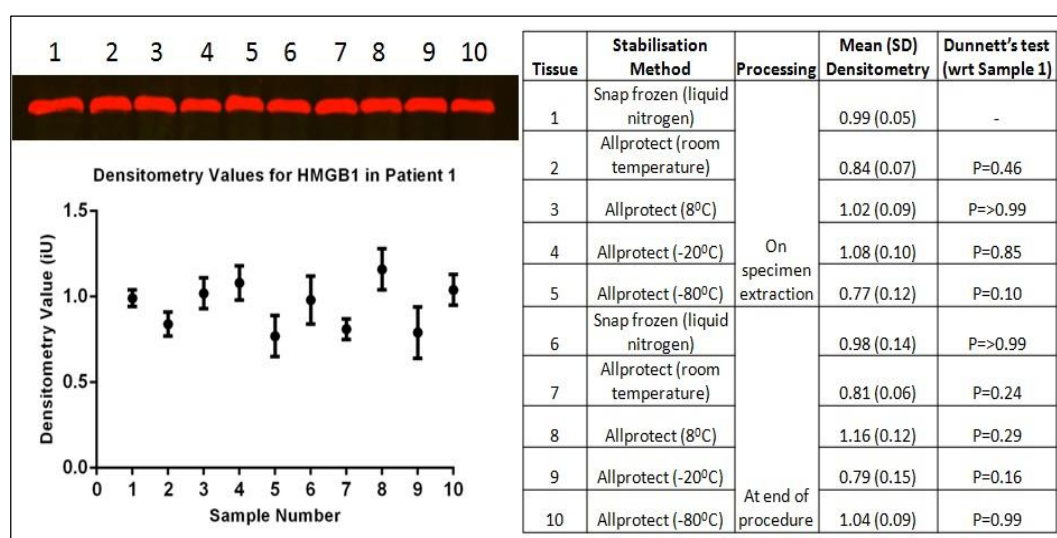 1 2 3 4 5 6 7 8 9 10
Densitometry Values for HMGB1 in Patient 1
Densitometry Value (iU)
1.5
1.0
0.5
0.0
0 1 2 3 4 5 6 7 8 9 10
Sample Number
Tissue Stabilisation Method Processing Mean (SD) Densitometry Dunnett's test (wrt Sample 1)
1 Snap frozen (liquid nitrogen) On specimen extraction 0.99 (0.05) -
2 Allprotect (room temperature) 0.84 (0.07) P=0.46
3 Allprotect (8⁰C) 1.02 (0.09) P=>0.99
4 Allprotect (-20⁰C) 1.08 (0.10) P=0.85
5 Allprotect (-80⁰C) 0.77 (0.12) P=0.10
6 Snap frozen (liquid nitrogen) At end of procedure 0.98 (0.14) P=>0.99
7 Allprotect (room temperature) 0.81 (0.06) P=0.24
8 Allprotect (8⁰C) 1.16 (0.12) P=0.29
9 Allprotect (-20⁰C) 0.79 (0.15) P=0.16
10 Allprotect (-80⁰C) 1.04 (0.09) P=0.99